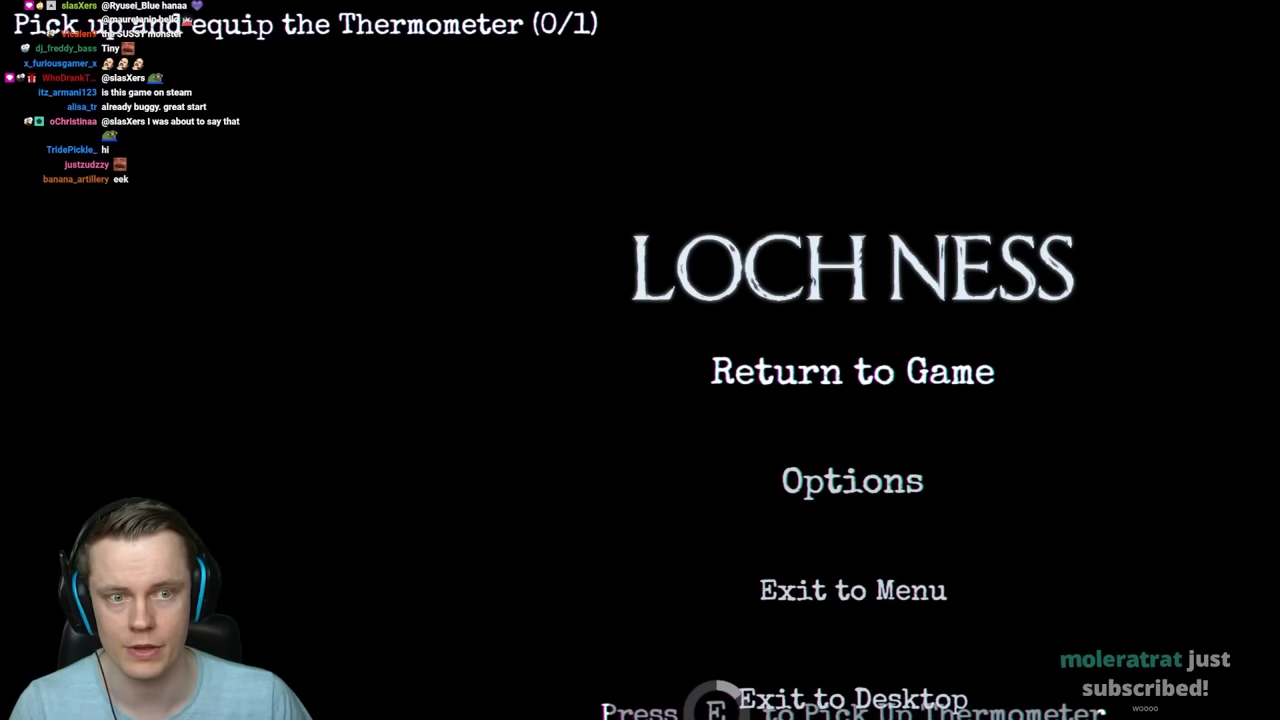 Pick up and equip the Thermometer (0/1)
slasXers @Ryusei_Blue hanaa
@mauretanin hello
the SUSSY monster
dj_freddy_bass Tiny
x_furiousgamer_x
WhoDrankT... @slasXers
itz_armani123 is this game on steam
alisa_tr already buggy. great start
oChristinaa @slasXers I was about to say that
TridePickle_ hi
justzudzzy
banana_artillery eek
LOCH NESS
Return to Game
Options
Exit to Menu
Exit to Desktop
Press E to Pick Up Thermometer
moleratrat just
subscribed!
woooo